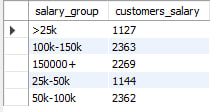 salary_group customers_salary
>25k 1127
100k-150k 2363
150000+ 2269
25k-50k 1144
50k-100k 2362